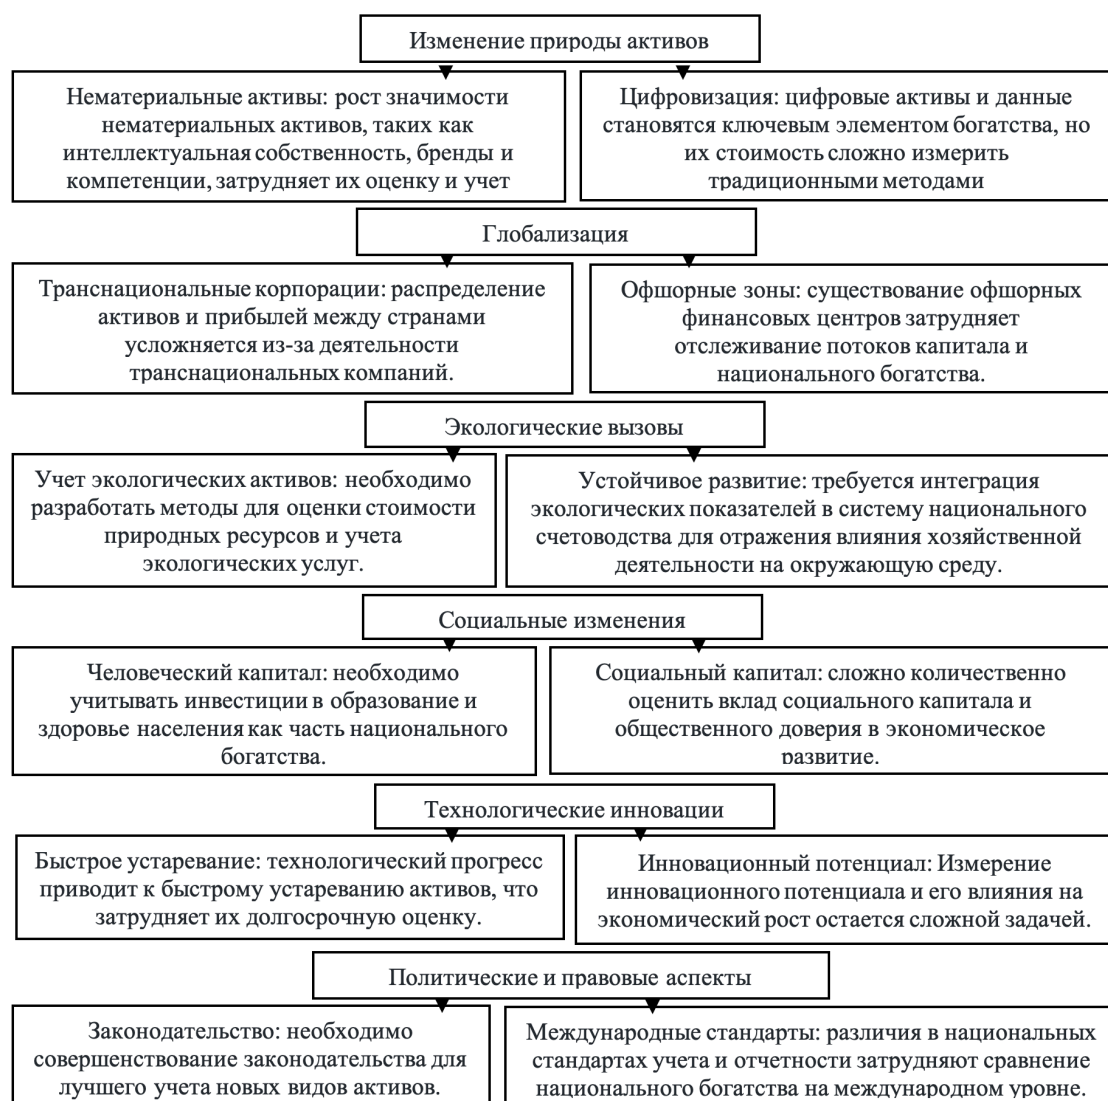 Изменение природы активов
Нематериальные активы: рост значимости
нематериальных активов, таких как
интеллектуальная собственность, бренды и
компетенции, затрудняет их оценку и учет
Цифровизация: цифровые активы и данные
становятся ключевым элементом богатства, но
их стоимость сложно измерить
традиционными методами
Глобализация
Транснациональные корпорации: распределение
активов и прибылей между странами
усложняется из-за деятельности
транснациональных компаний.
Офшорные зоны: существование офшорных
финансовых центров затрудняет
отслеживание потоков капитала и
национального богатства.
Экологические вызовы
Учет экологических активов: необходимо
разработать методы для оценки стоимости
природных ресурсов и учета
экологических услуг.
Устойчивое развитие: требуется интеграция
экологических показателей в систему национального
счетоводства для отражения влияния хозяйственной
деятельности на окружающую среду.
Социальные изменения
Человеческий капитал: необходимо
учитывать инвестиции в образование и
здоровье населения как часть национального
богатства.
Социальный капитал: сложно количественно
оценить вклад социального капитала и
общественного доверия в экономическое
развитие.
Технологические инновации
Быстрое устаревание: технологический прогресс
приводит к быстрому устареванию активов, что
затрудняет их долгосрочную оценку.
Инновационный потенциал: Измерение
инновационного потенциала и его влияния на
экономический рост остается сложной задачей.
Политические и правовые аспекты
Законодательство: необходимо
совершенствование законодательства для
лучшего учета новых видов активов.
Международные стандарты: различия в национальных
стандартах учета и отчетности затрудняют сравнение
национального богатства на международном уровне.